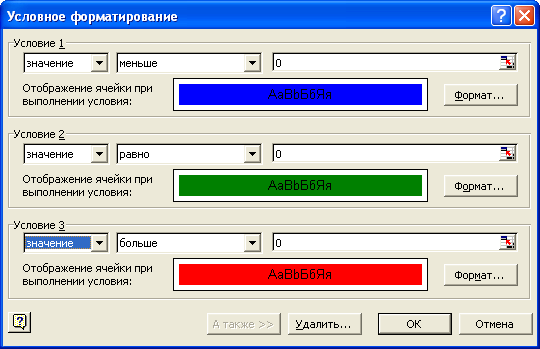 Условное форматирование
Условие 1
значение меньше 0
Отображение ячейки при
выполнении условия:
АаВbБбЯя
Формат...
Условие 2
значение равно 0
Отображение ячейки при
выполнении условия:
АаВbБбЯя
Формат...
Условие 3
значение больше 0
Отображение ячейки при
выполнении условия:
АаВbБбЯя
Формат...
А также >> Удалить... ОК Отмена